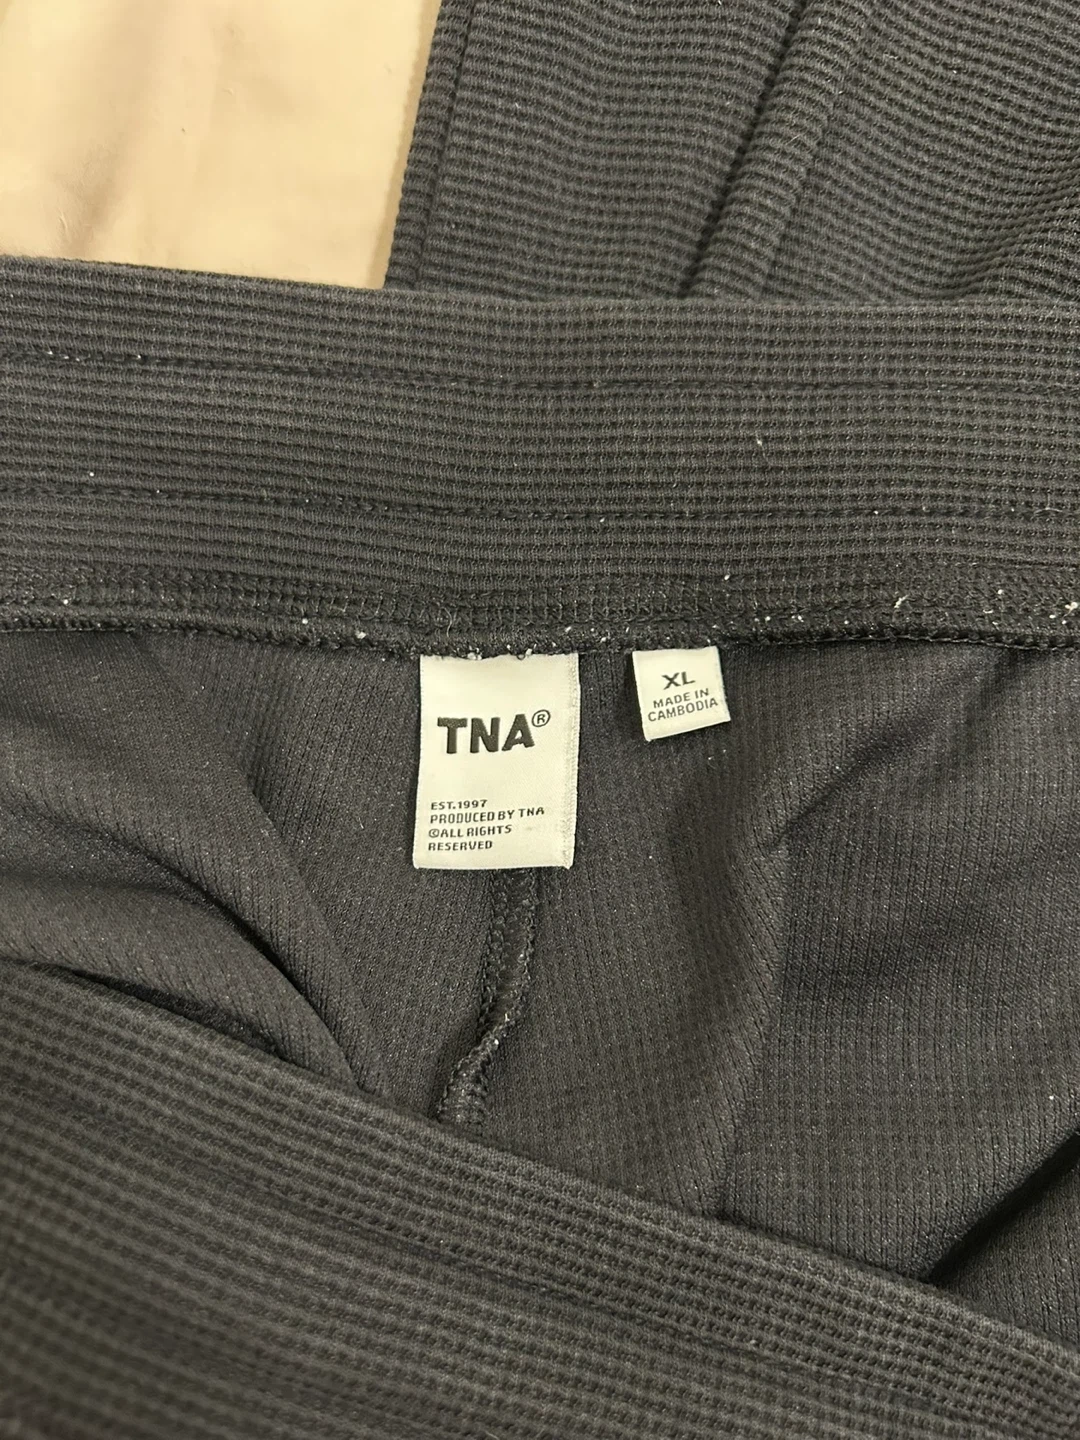 TNA®
EST.1997
PRODUCED BY TNA
©ALL RIGHTS
RESERVED
XL
MADE IN
CAMBODIA